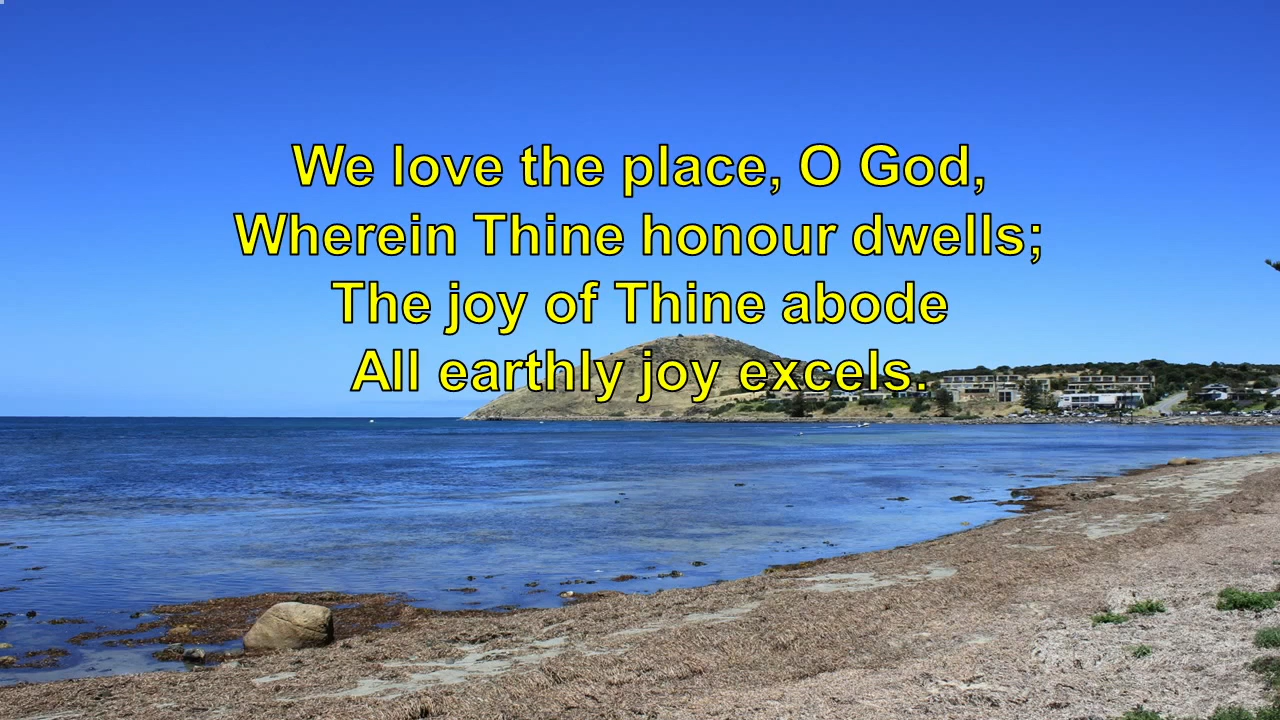 We love the place, O God,
Wherein Thine honour dwells;
The joy of Thine abode
All earthly joy excels.